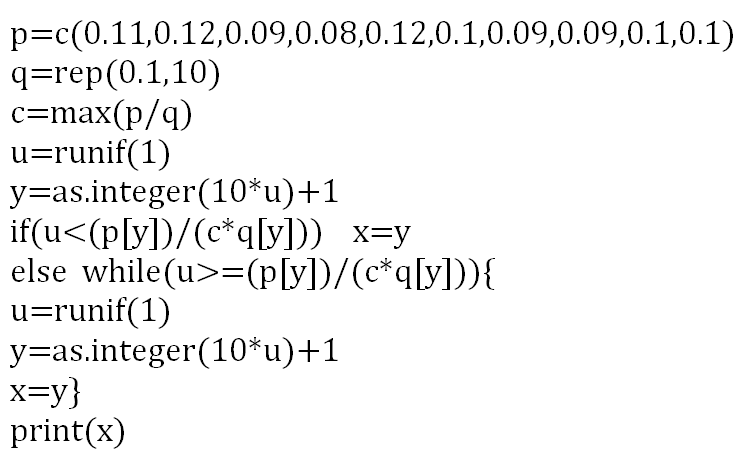 p=c(0.11,0.12,0.09,0.08,0.12,0.1,0.09,0.09,0.1,0.1)
q=rep(0.1,10)
c=max(p/q)
u=runif(1)
y=as.integer(10*u)+1
if(u<(p[y])/(c*q[y])) x=y
else while(u>=(p[y])/(c*q[y])){
u=runif(1)
y=as.integer(10*u)+1
x=y}
print(x)